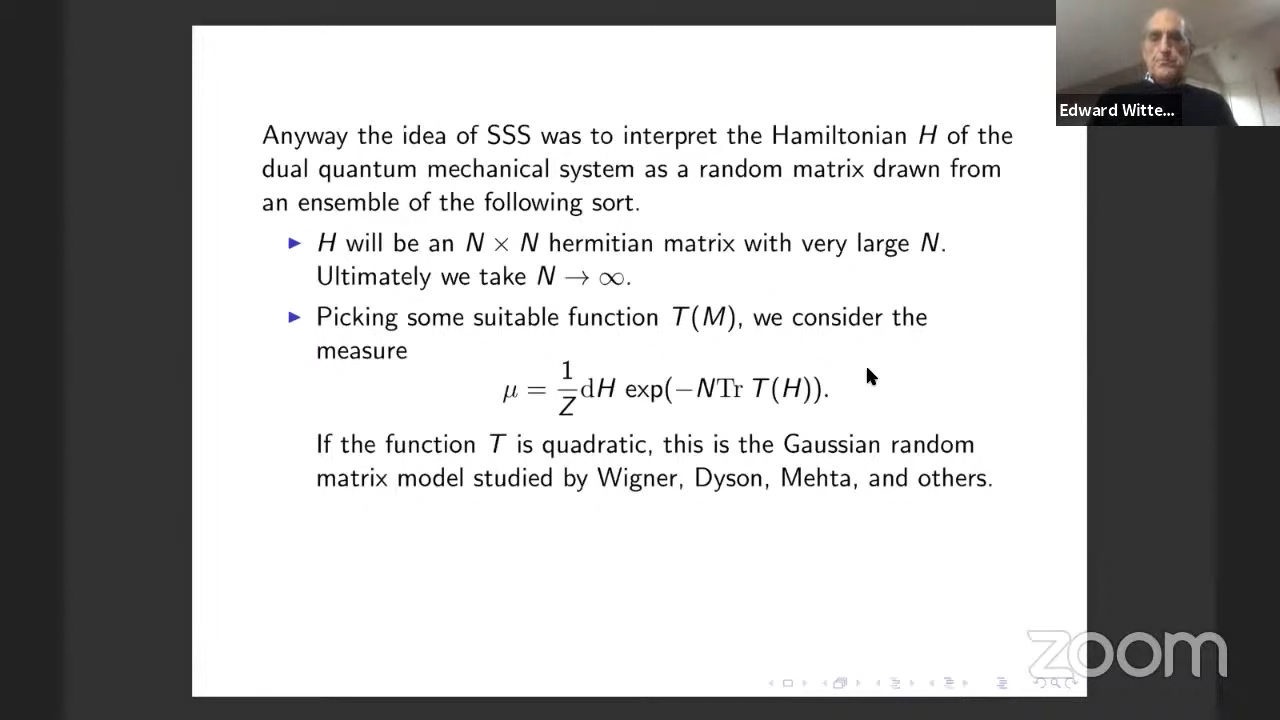 Edward Witte...
Anyway the idea of SSS was to interpret the Hamiltonian H of the
dual quantum mechanical system as a random matrix drawn from
an ensemble of the following sort.
▶ H will be an N × N hermitian matrix with very large N.
Ultimately we take N → ∞.
▶ Picking some suitable function T(M), we consider the
measure
μ = 1/Z dH exp(−NTr T(H)).
If the function T is quadratic, this is the Gaussian random
matrix model studied by Wigner, Dyson, Mehta, and others.
zoom